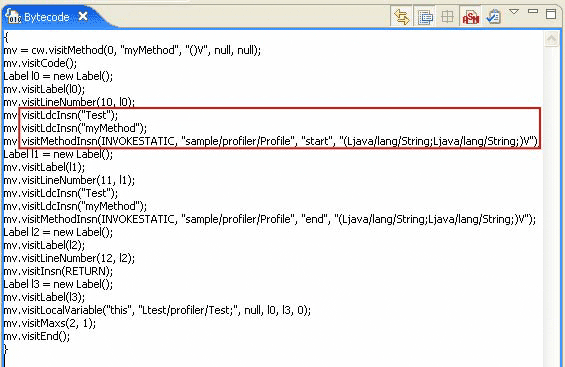 Bytecode
{
mv = cw.visitMethod(0, "myMethod", "()V", null, null);
mv.visitCode();
Label l0 = new Label();
mv.visitLabel(l0);
mv.visitLineNumber(10, l0);
mv.visitLdcInsn("Test");
mv.visitLdcInsn("myMethod");
mv.visitMethodInsn(INVOKESTATIC, "sample/profiler/Profile", "start", "(Ljava/lang/String;Ljava/lang/String;)V")
Label l1 = new Label();
mv.visitLabel(l1);
mv.visitLineNumber(11, l1);
mv.visitLdcInsn("Test");
mv.visitLdcInsn("myMethod");
mv.visitMethodInsn(INVOKESTATIC, "sample/profiler/Profile", "end", "(Ljava/lang/String;Ljava/lang/String;)V");
Label l2 = new Label();
mv.visitLabel(l2);
mv.visitLineNumber(12, l2);
mv.visitInsn(RETURN);
Label l3 = new Label();
mv.visitLabel(l3);
mv.visitLocalVariable("this", "Ltest/profiler/Test;", null, l0, l3, 0);
mv.visitMaxs(2, 1);
mv.visitEnd();
}